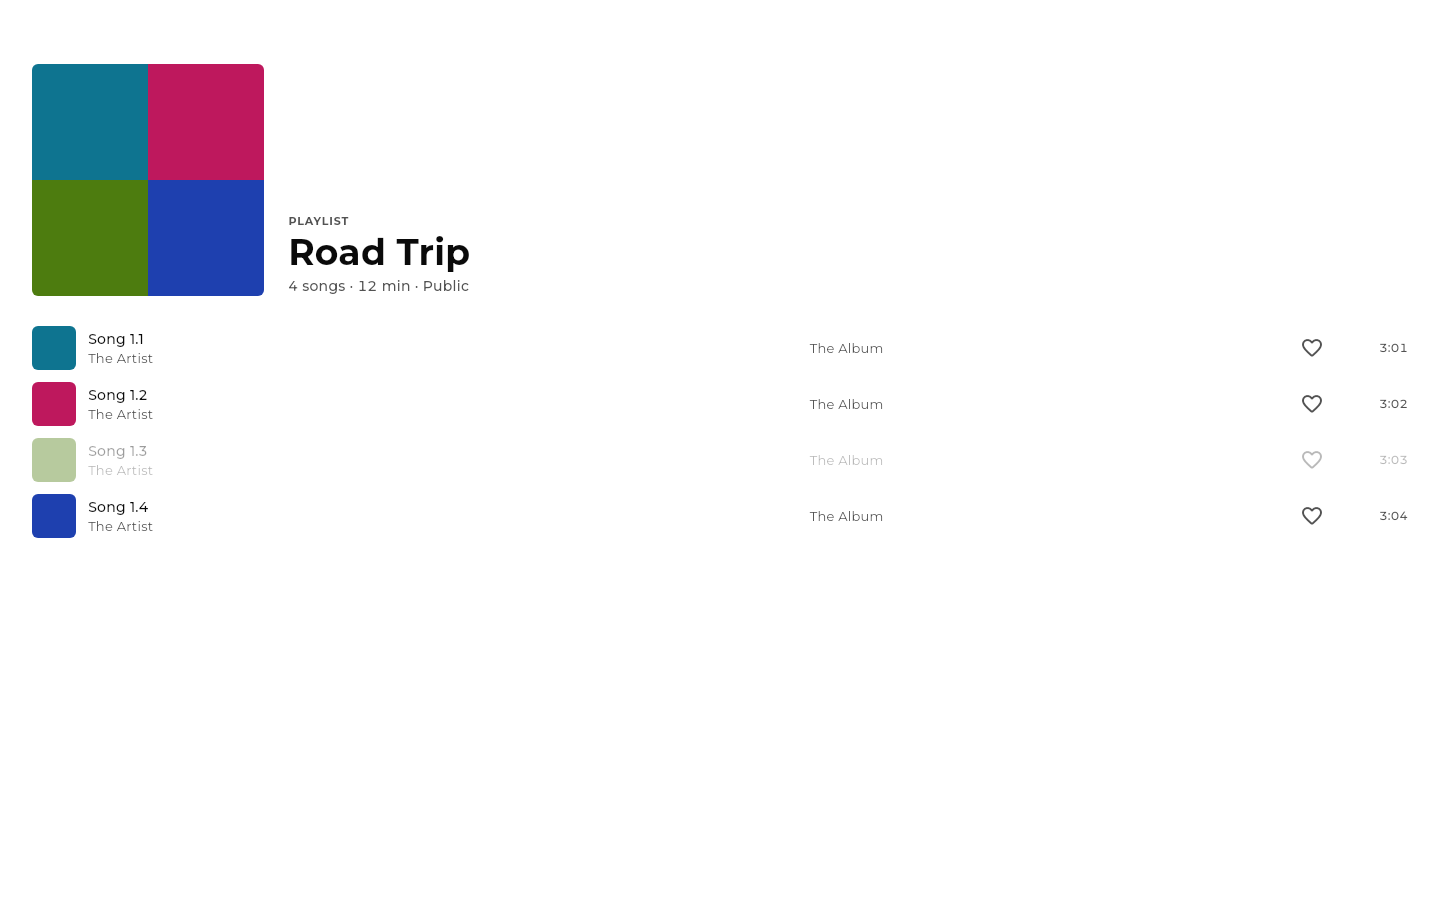 PLAYLIST
Road Trip
4 songs · 12 min · Public
Song 1.1
The Artist
The Album
3:01
Song 1.2
The Artist
The Album
3:02
Song 1.3
The Artist
The Album
3:03
Song 1.4
The Artist
The Album
3:04